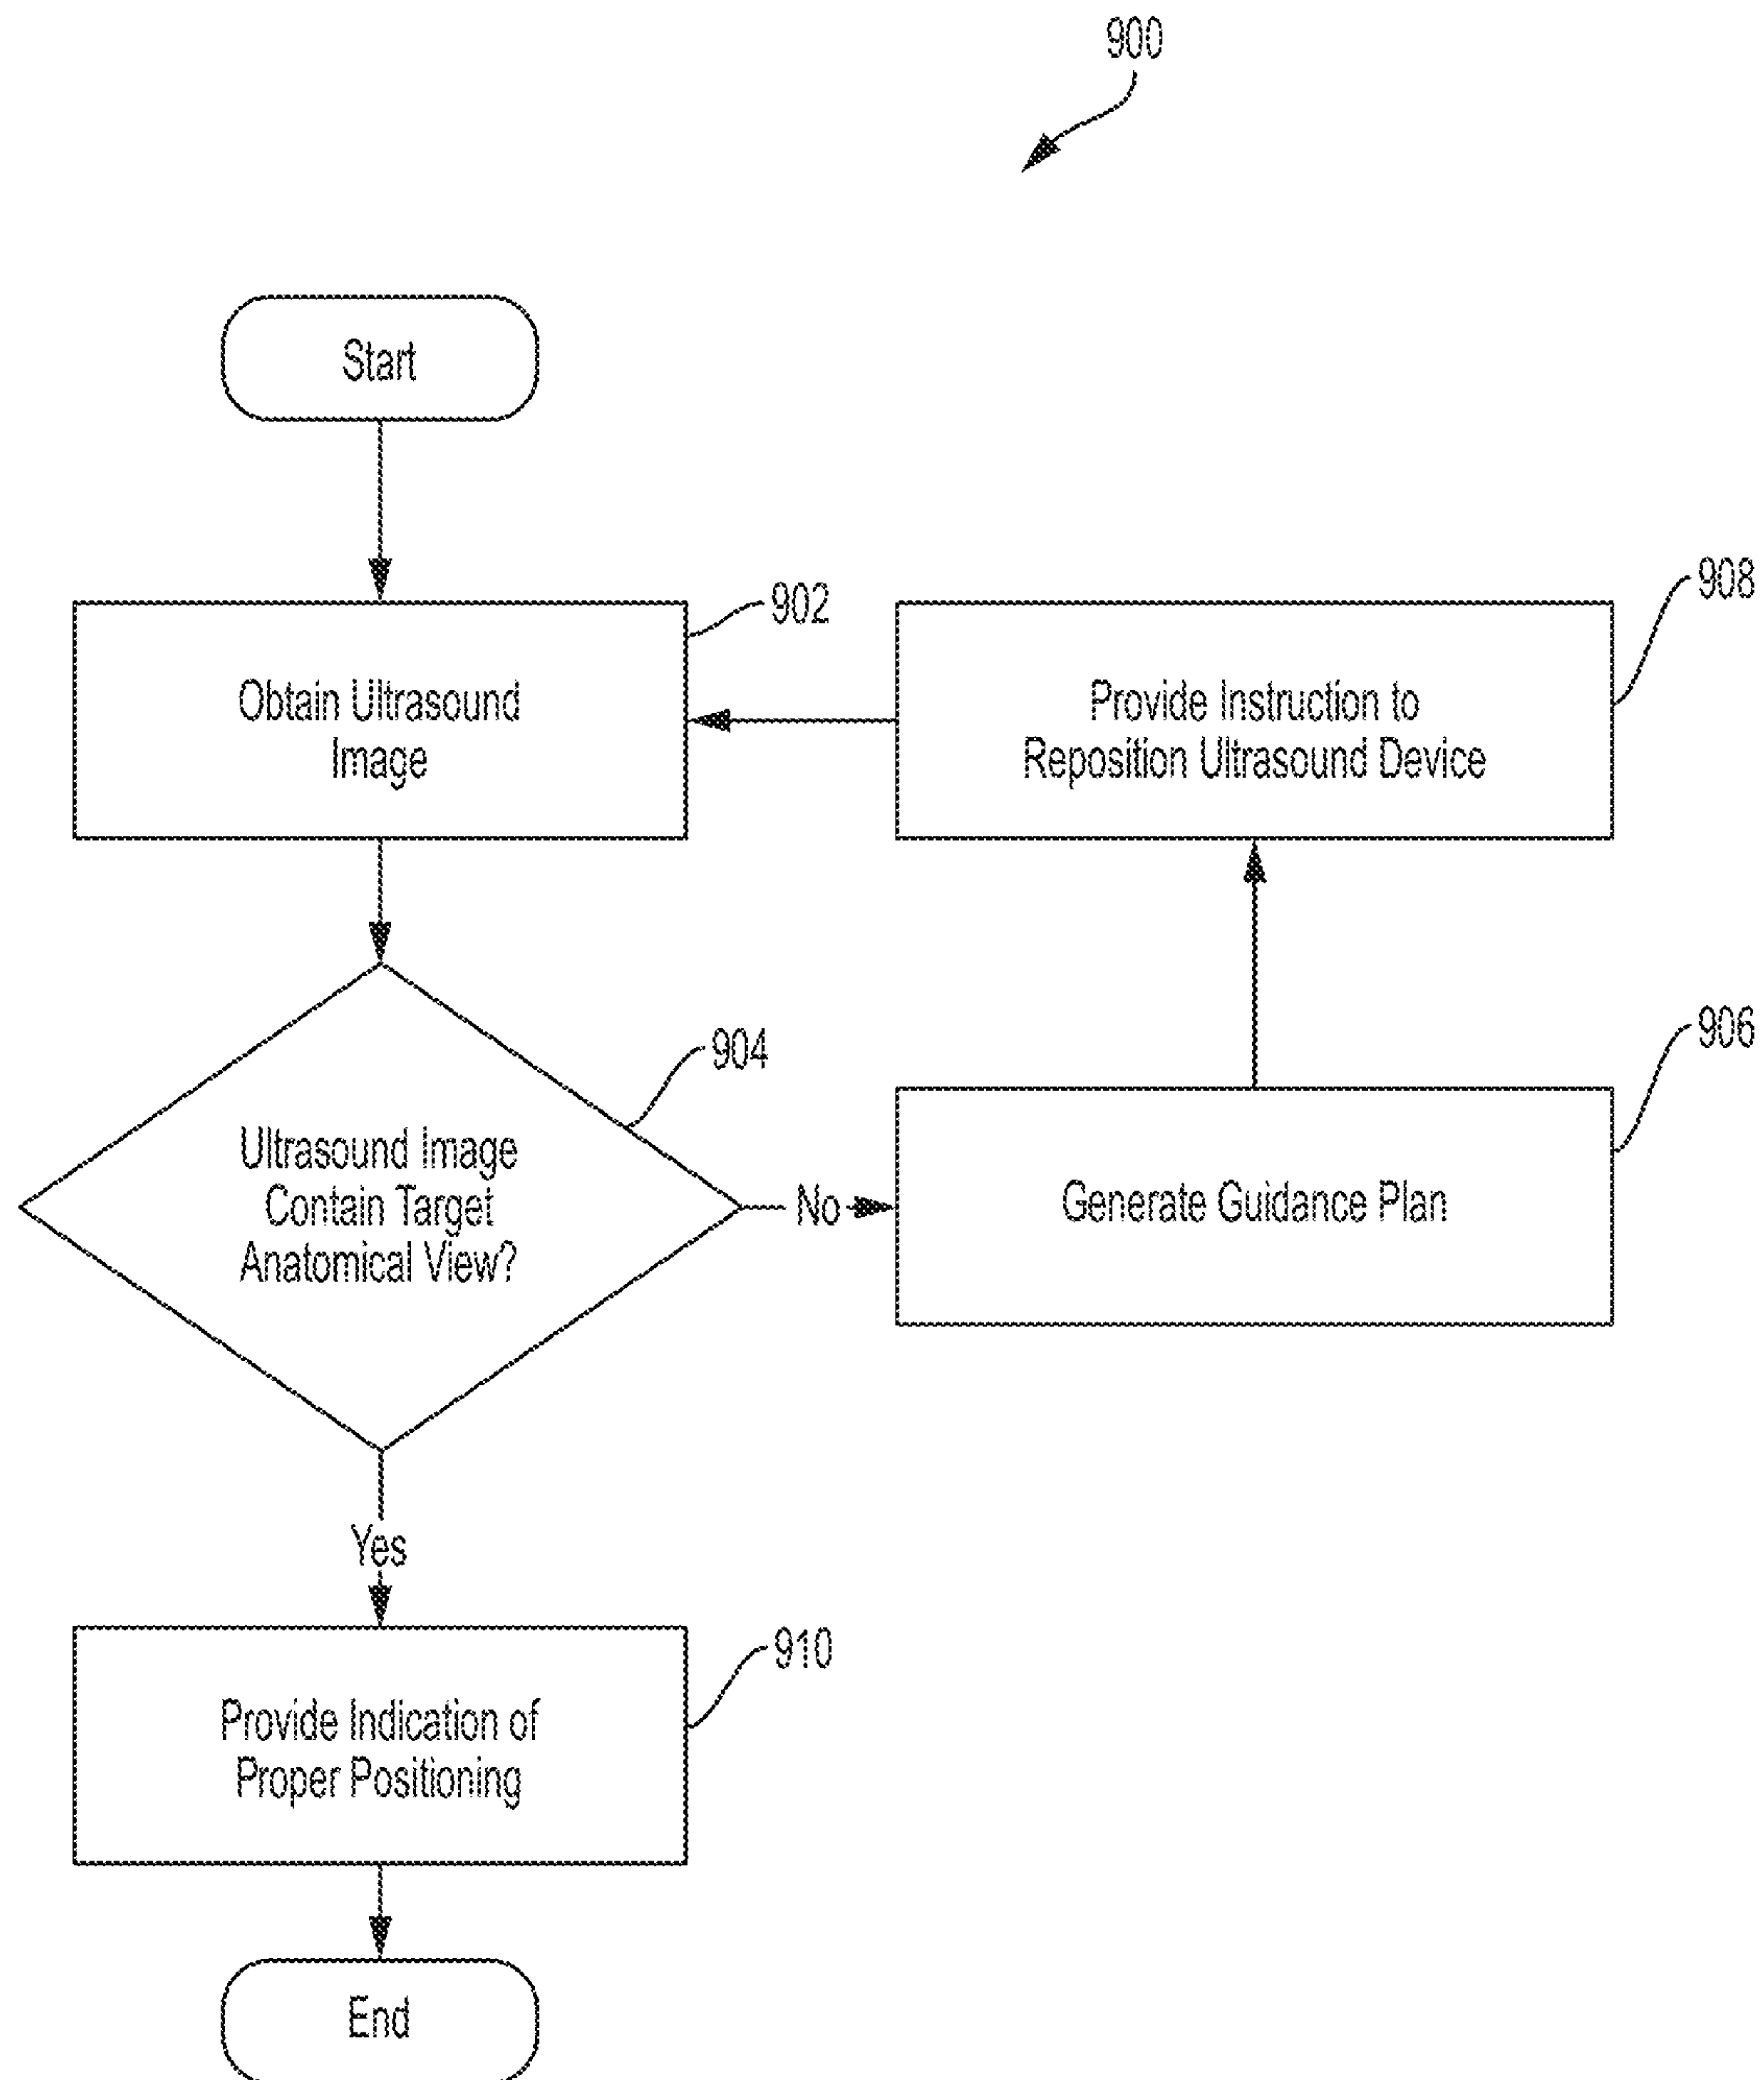 900
Start
902
Obtain Ultrasound
Image
908
Provide Instruction to
Reposition Ultrasound Device
904
Ultrasound Image
Contain Target
Anatomical View?
No
906
Generate Guidance Plan
Yes
910
Provide Indication of
Proper Positioning
End